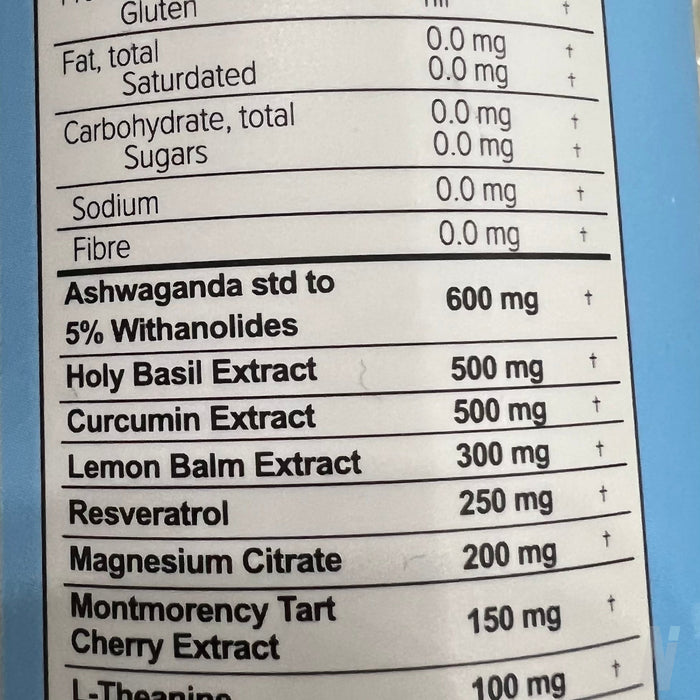 Gluten †
Fat, total 0.0 mg †
Saturdated 0.0 mg †
Carbohydrate, total 0.0 mg †
Sugars 0.0 mg †
Sodium 0.0 mg †
Fibre 0.0 mg †
Ashwaganda std to
5% Withanolides 600 mg †
Holy Basil Extract 500 mg †
Curcumin Extract 500 mg †
Lemon Balm Extract 300 mg †
Resveratrol 250 mg †
Magnesium Citrate 200 mg †
Montmorency Tart
Cherry Extract 150 mg †
L-Theanine 100 mg †